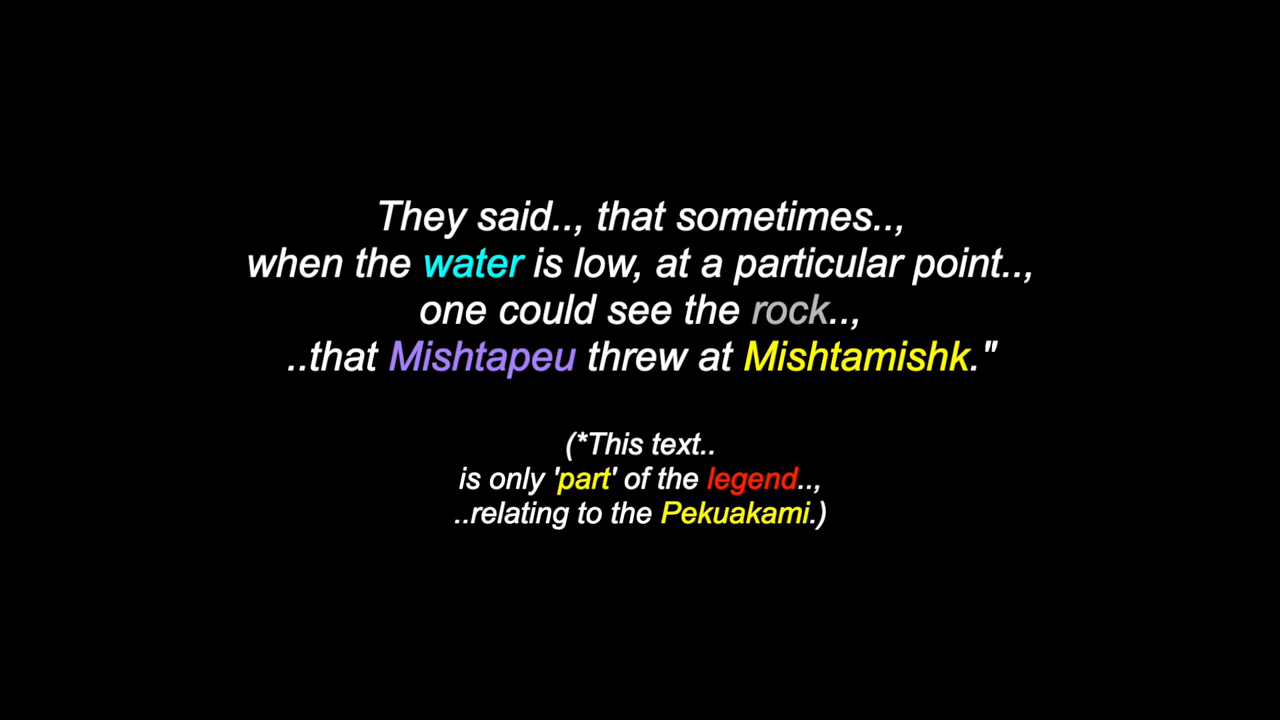 They said.., that sometimes..,
when the water is low, at a particular point..,
one could see the rock..,
..that Mishtapeu threw at Mishtamishk."
(*This text..
is only 'part' of the legend..,
..relating to the Pekuakami.)